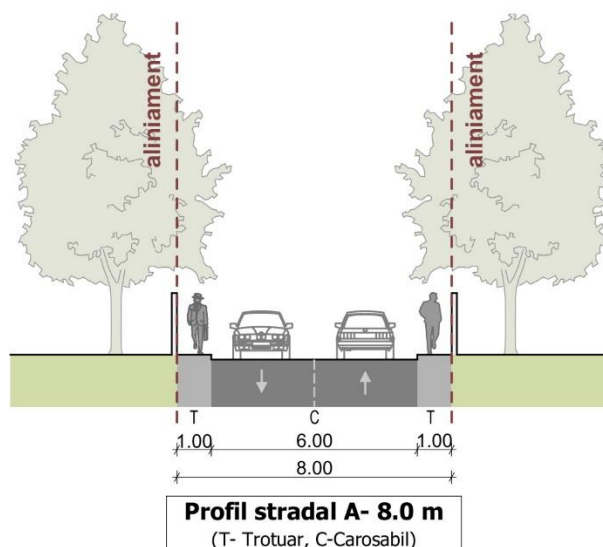 aliniament
aliniament
T C T
1.00 6.00 1.00
8.00
Profil stradal A- 8.0 m
(T- Trotuar, C-Carosabil)